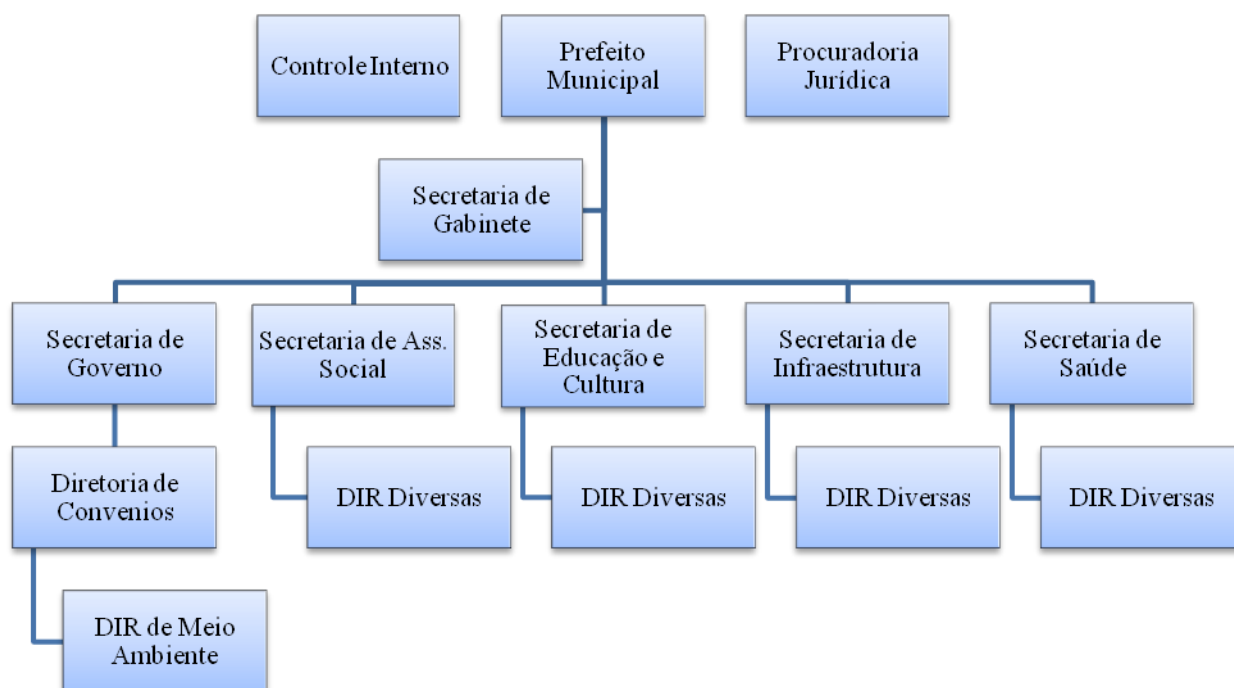 Controle Interno
Prefeito
Municipal
Procuradoria
Jurídica
Secretaria de
Gabinete
Secretaria de
Governo
Secretaria de Ass.
Social
Secretaria de
Educação e
Cultura
Secretaria de
Infraestrutura
Secretaria de
Saúde
Diretoria de
Convenios
DIR Diversas
DIR Diversas
DIR Diversas
DIR Diversas
DIR de Meio
Ambiente